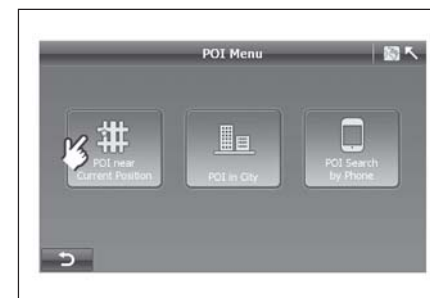 POI Menu
POI near
Current Position
POI in City
POI Search
by Phone